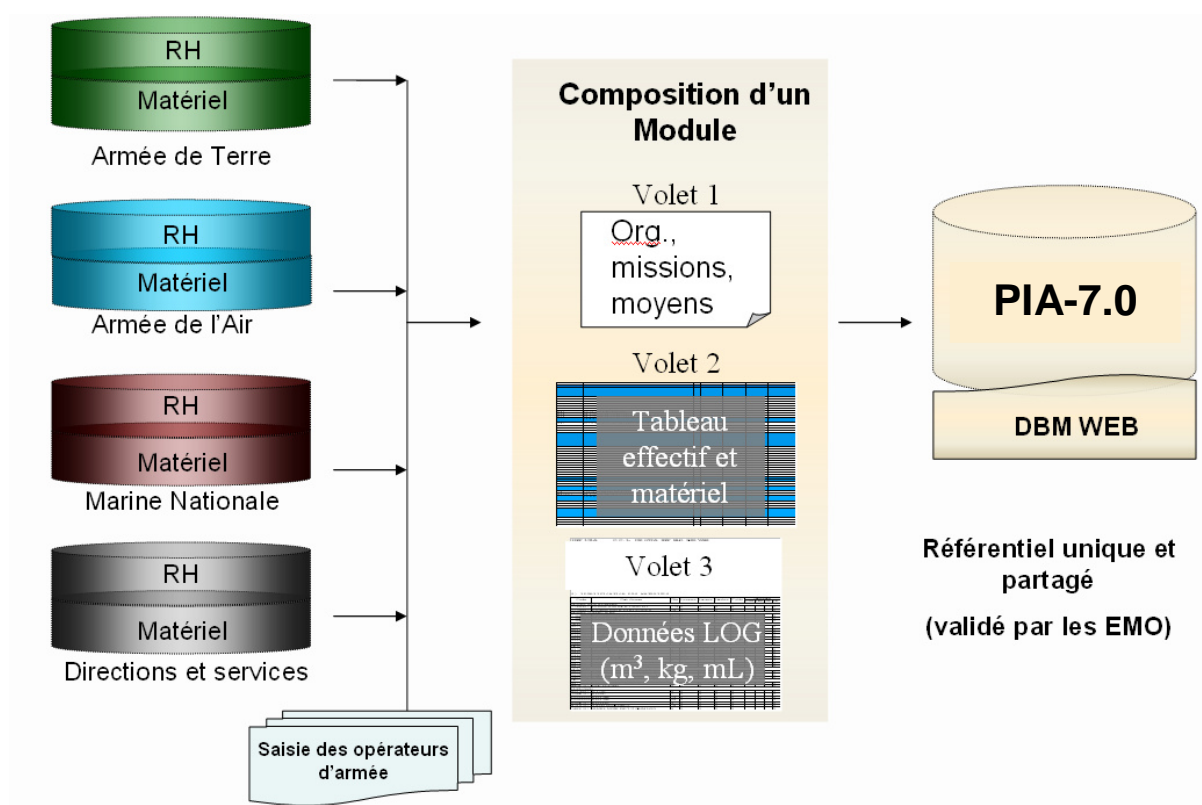 RH
Matériel
Armée de Terre
RH
Matériel
Armée de l'Air
RH
Matériel
Marine Nationale
RH
Matériel
Directions et services
Saisie des opérateurs
d'armée
Composition d'un
Module
Volet 1
Org.,
missions,
moyens
Volet 2
Tableau
effectif et
matériel
Volet 3
Données LOG
(m³, kg, mL)
PIA-7.0
DBM WEB
Référentiel unique et
partagé
(validé par les EMO)